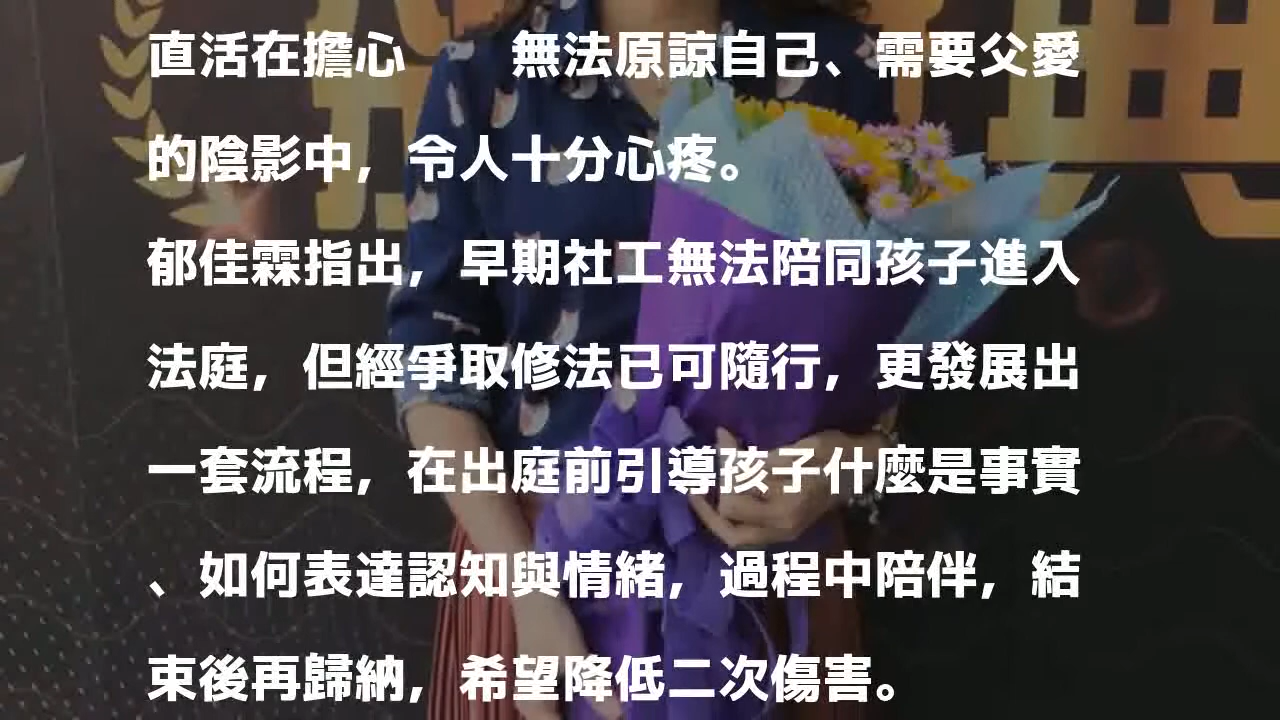 直活在擔心　　無法原諒自己、需要父愛
的陰影中，令人十分心疼。
郁佳霖指出，早期社工無法陪同孩子進入
法庭，但經爭取修法已可隨行，更發展出
一套流程，在出庭前引導孩子什麼是事實
、如何表達認知與情緒，過程中陪伴，結
束後再歸納，希望降低二次傷害。